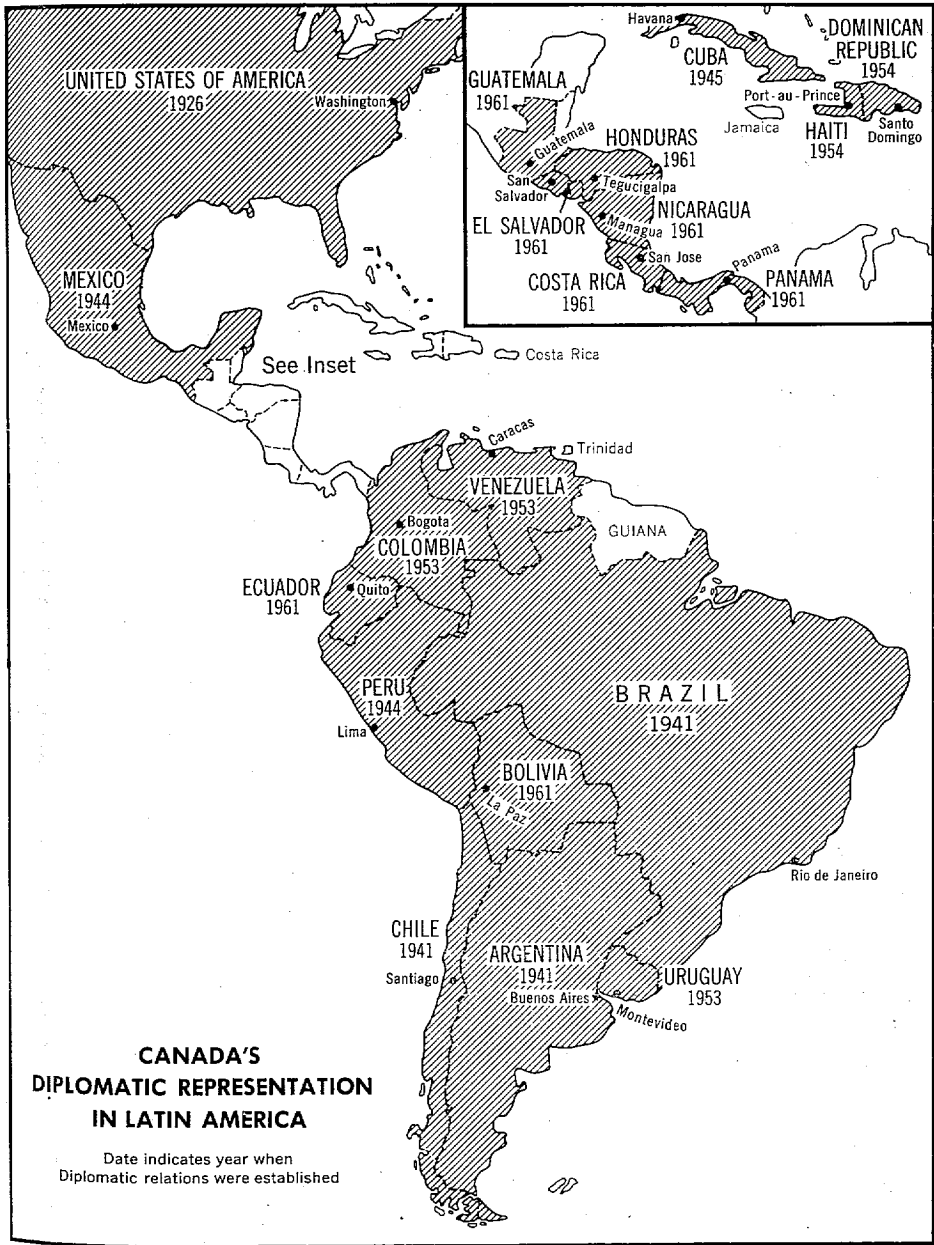 UNITED STATES OF AMERICA
1926
Washington
MEXICO
1944
Mexico
See Inset
Costa Rica
Havana
CUBA
1945
DOMINICAN
REPUBLIC
1954
Port-au-Prince
Jamaica
HAITI
1954
Santo
Domingo
GUATEMALA
1961
Guatemala
HONDURAS
1961
San
Salvador
Tegucigalpa
EL SALVADOR
1961
NICARAGUA
1961
Managua
San Jose
COSTA RICA
1961
Panama
PANAMA
1961
Caracas
Trinidad
VENEZUELA
1953
Bogota
COLOMBIA
1953
GUIANA
ECUADOR
1961
Quito
PERU
1944
Lima
BRAZIL
1941
BOLIVIA
1961
La Paz
Rio de Janeiro
CHILE
1941
Santiago
ARGENTINA
1941
Buenos Aires
URUGUAY
1953
Montevideo
CANADA'S
DIPLOMATIC REPRESENTATION
IN LATIN AMERICA
Date indicates year when
Diplomatic relations were established